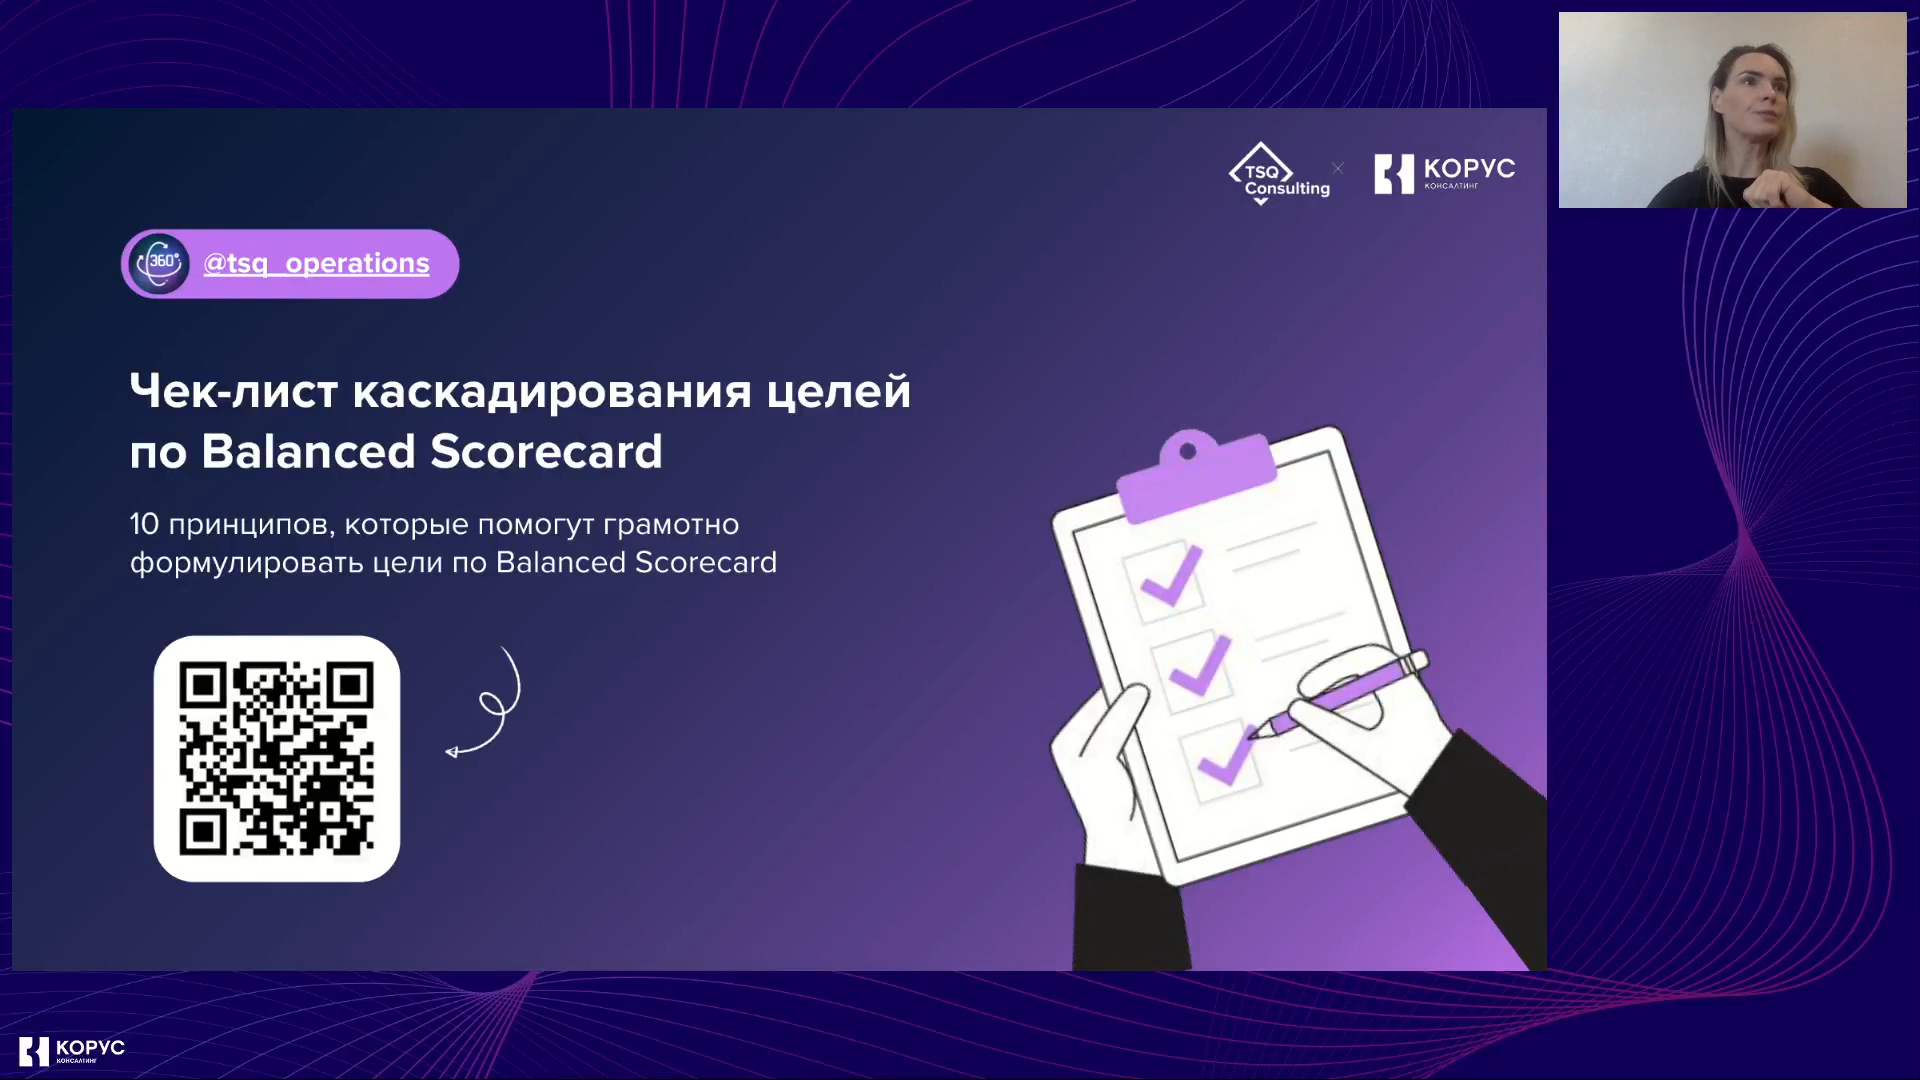 TSQ
Consulting
КОРУС
КОНСАЛТИНГ
360°
@tsq_operations
Чек-лист каскадирования целей
по Balanced Scorecard
10 принципов, которые помогут грамотно
формулировать цели по Balanced Scorecard
КОРУС
КОНСАЛТИНГ